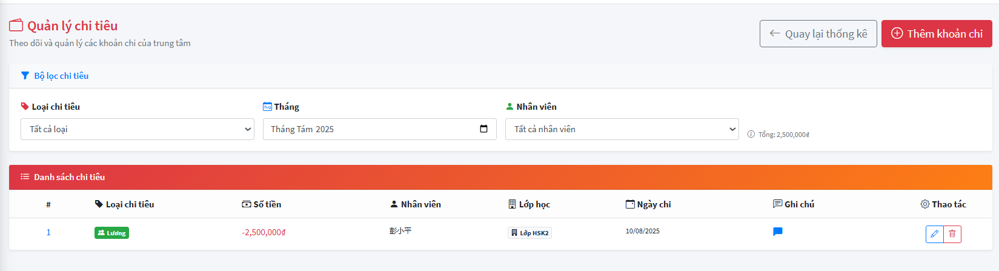 Quản lý chi tiêu
Theo dõi và quản lý các khoản chi của trung tâm
Quay lại thống kê
Thêm khoản chi
Bộ lọc chi tiêu
Loại chi tiêu
Aug Tháng
Nhân viên
Tất cả loại
Tháng Tám 2025
Tất cả nhân viên
Tổng: 2,500,000₫
Danh sách chi tiêu
# Loại chi tiêu Số tiền Nhân viên Lớp học Ngày chi Ghi chú Thao tác
1 Lương -2,500,000₫ 彭小平 Lớp HSK2 10/08/2025